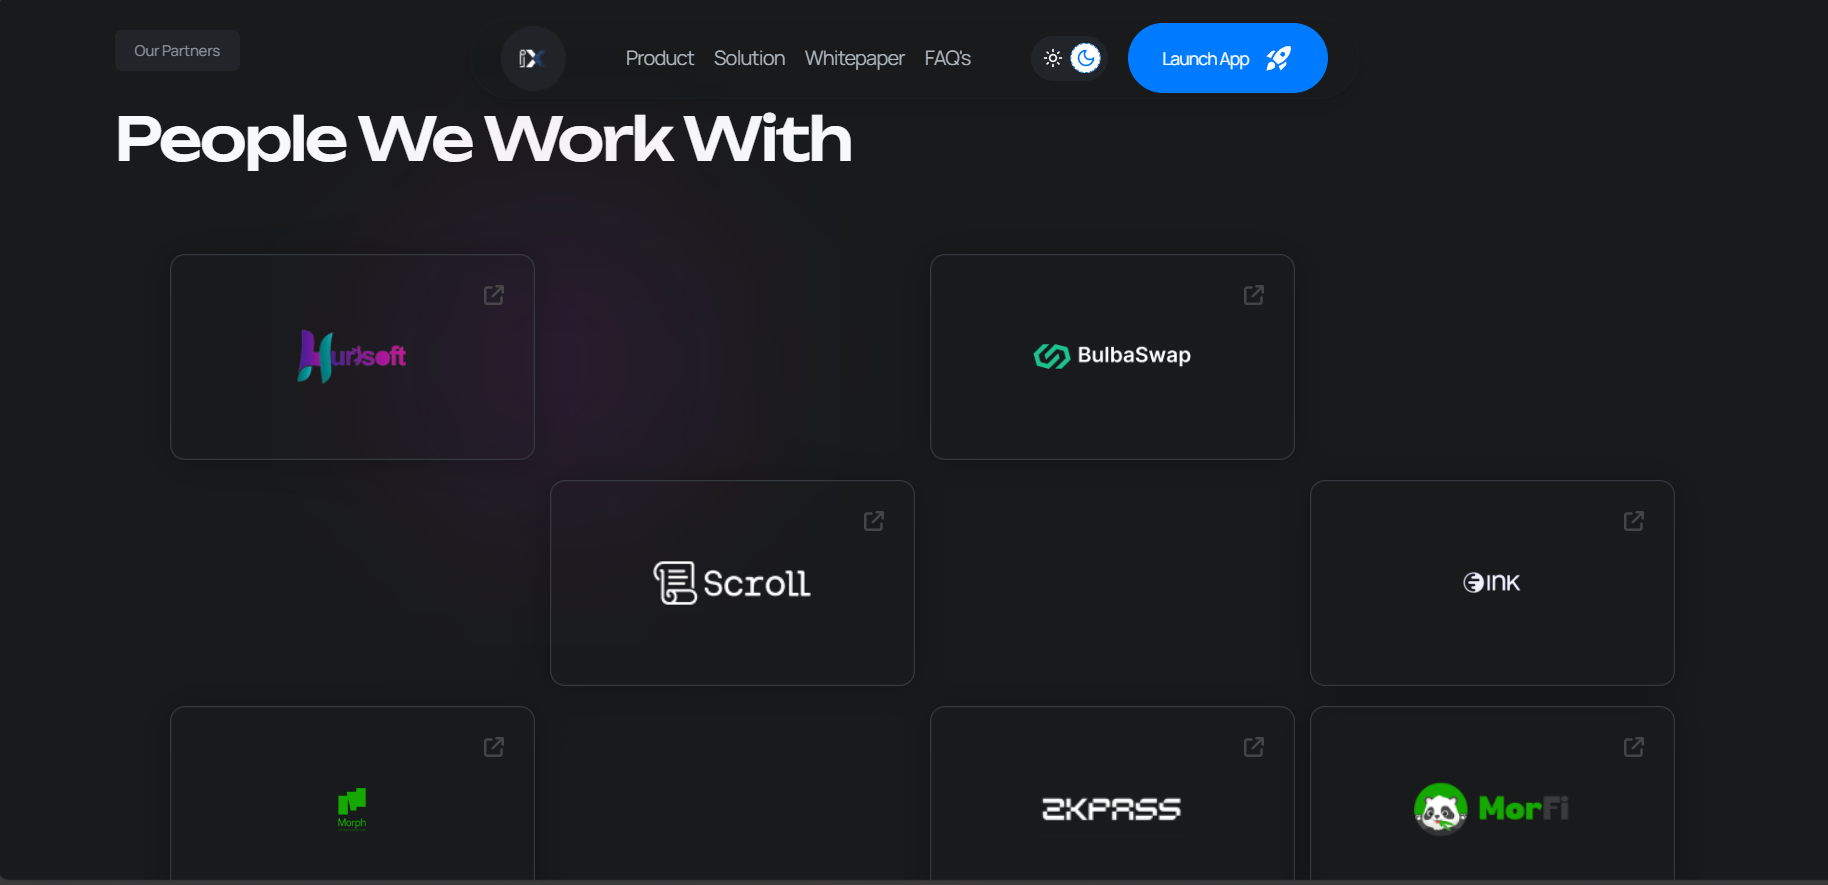 Our Partners
Product Solution Whitepaper FAQ's
Launch App
People We Work With
Hurisoft
BulbaSwap
Scroll
INK
Morph
ZKPASS
MorFi